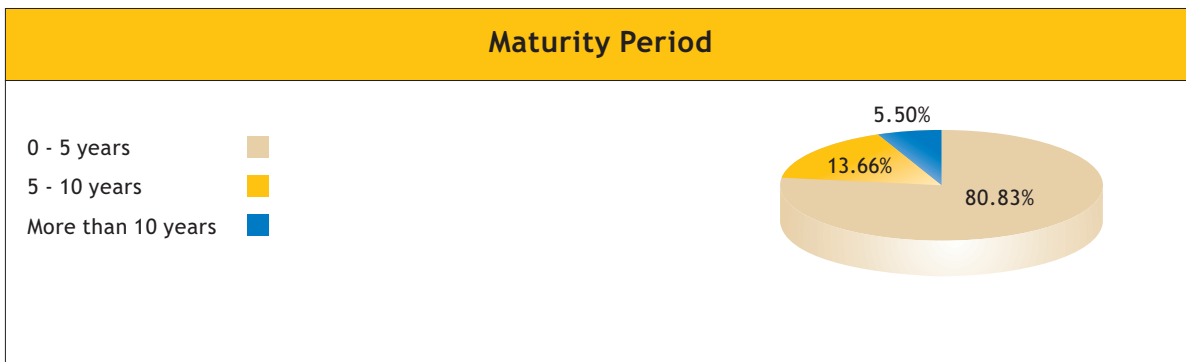 Maturity Period
0 - 5 years
5 - 10 years
More than 10 years
5.50%
13.66%
80.83%